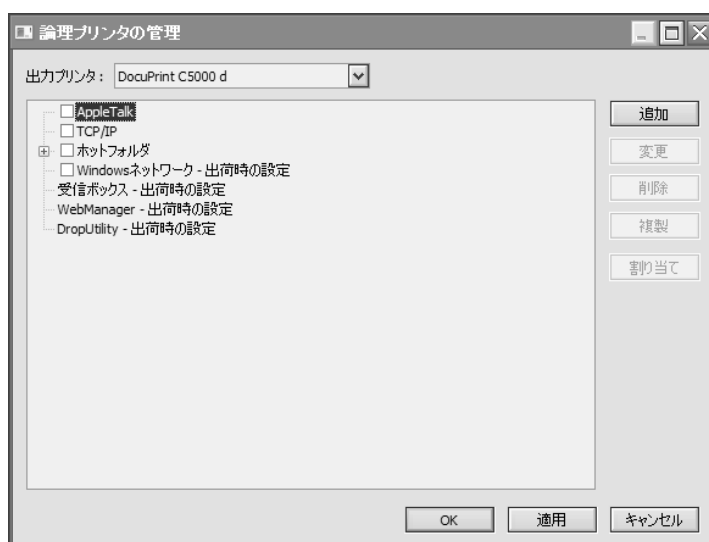 論理プリンタの管理
出力プリンタ： DocuPrint C5000 d
AppleTalk
TCP/IP
ホットフォルダ
Windowsネットワーク - 出荷時の設定
受信ボックス - 出荷時の設定
WebManager - 出荷時の設定
DropUtility - 出荷時の設定
追加
変更
削除
複製
割り当て
OK 適用 キャンセル